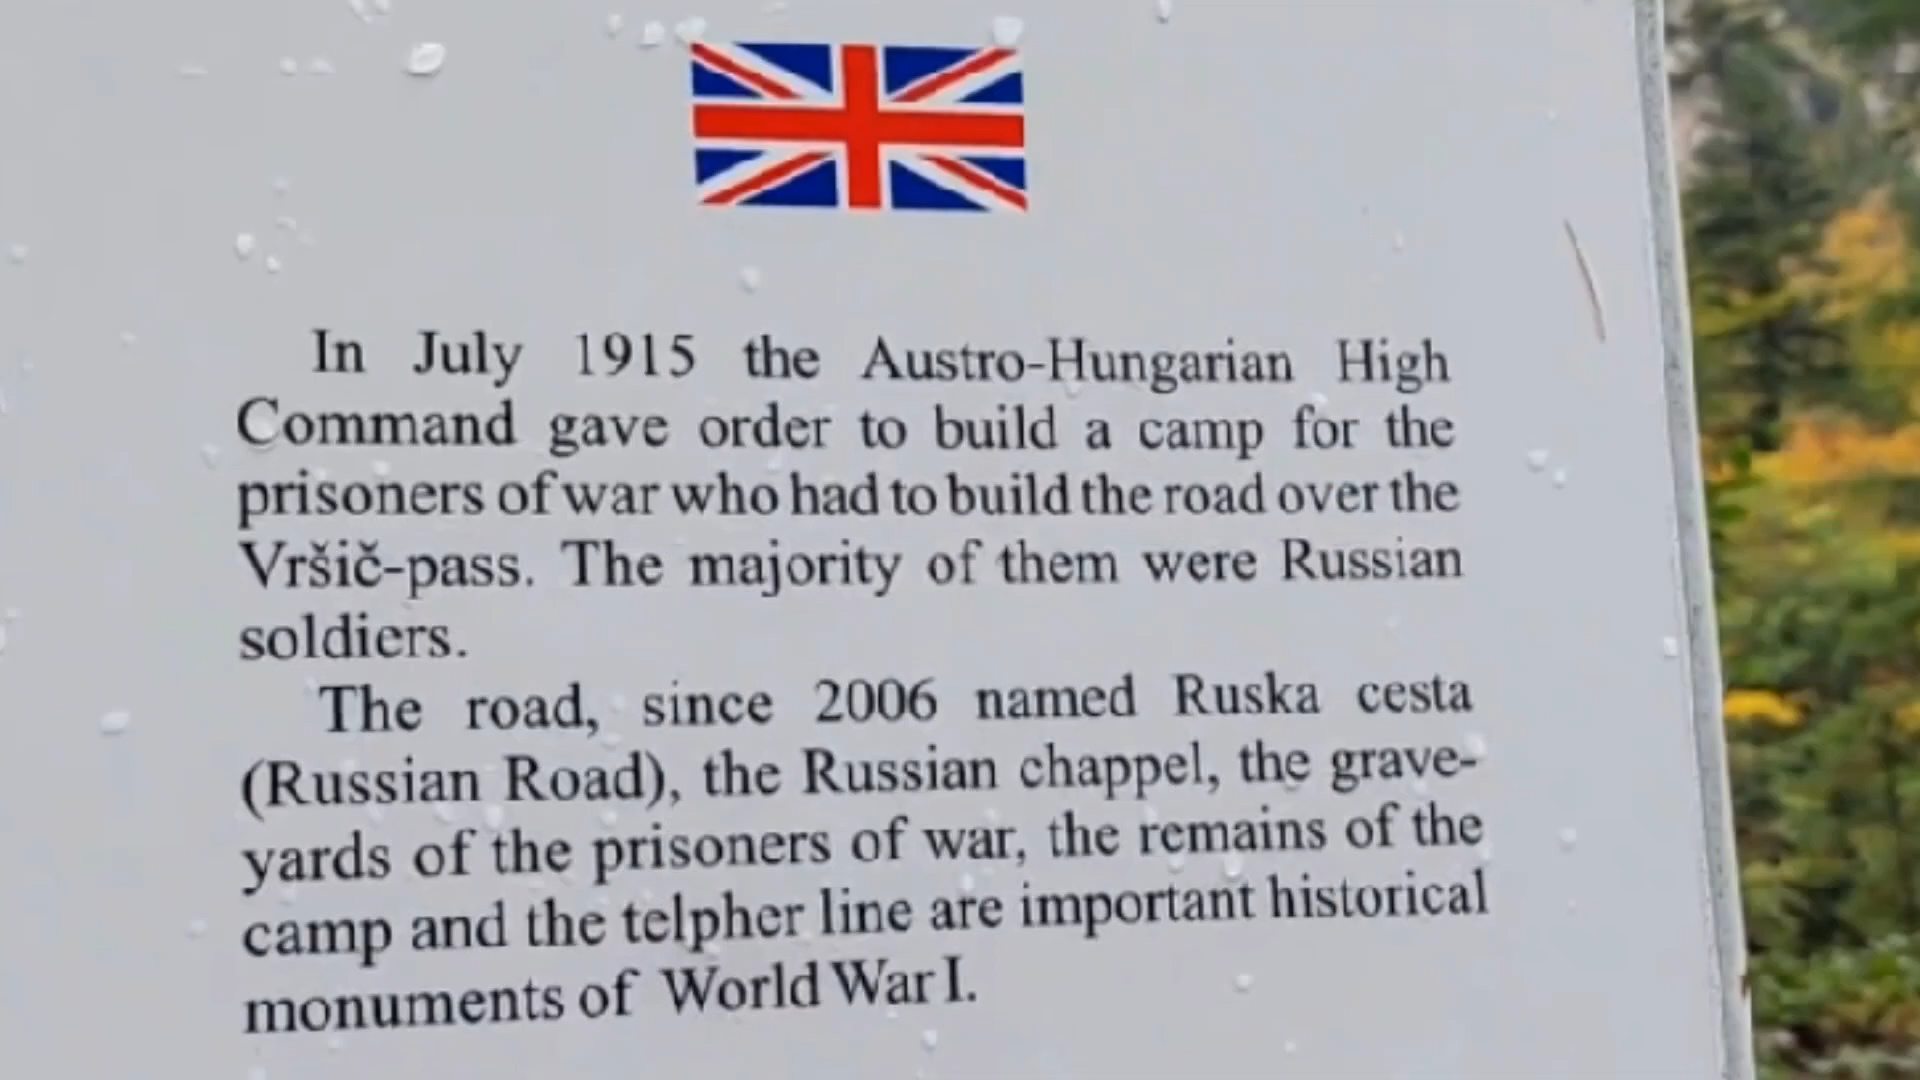 In July 1915 the Austro-Hungarian High
Command gave order to build a camp for the
prisoners of war who had to build the road over the
Vršič-pass. The majority of them were Russian
soldiers.
The road, since 2006 named Ruska cesta
(Russian Road), the Russian chappel, the grave-
yards of the prisoners of war, the remains of the
camp and the telpher line are important historical
monuments of World War I.